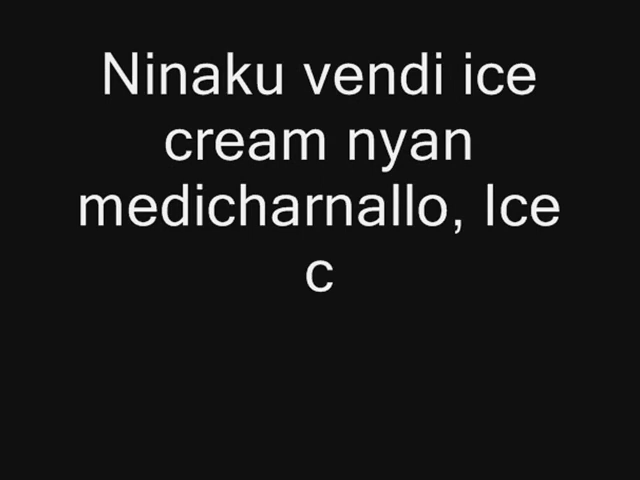 Ninaku vendi ice
cream nyan
medicharnallo, Ice
c